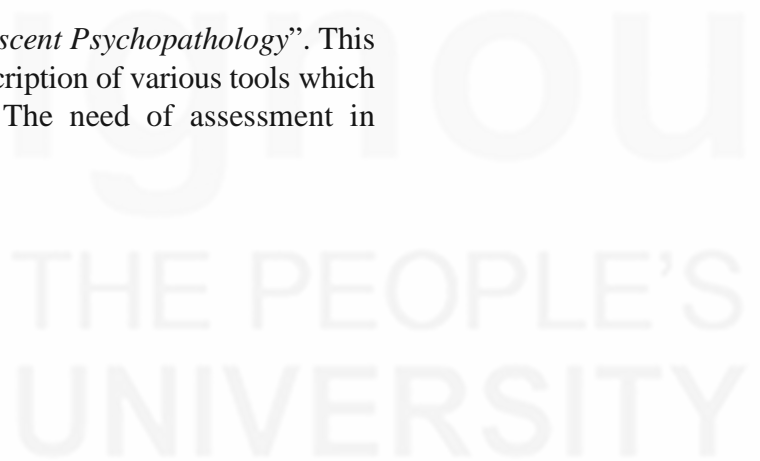 scent Psychopathology”. This
cription of various tools which
The need of assessment in
ignou
THE PEOPLE’S
UNIVERSITY